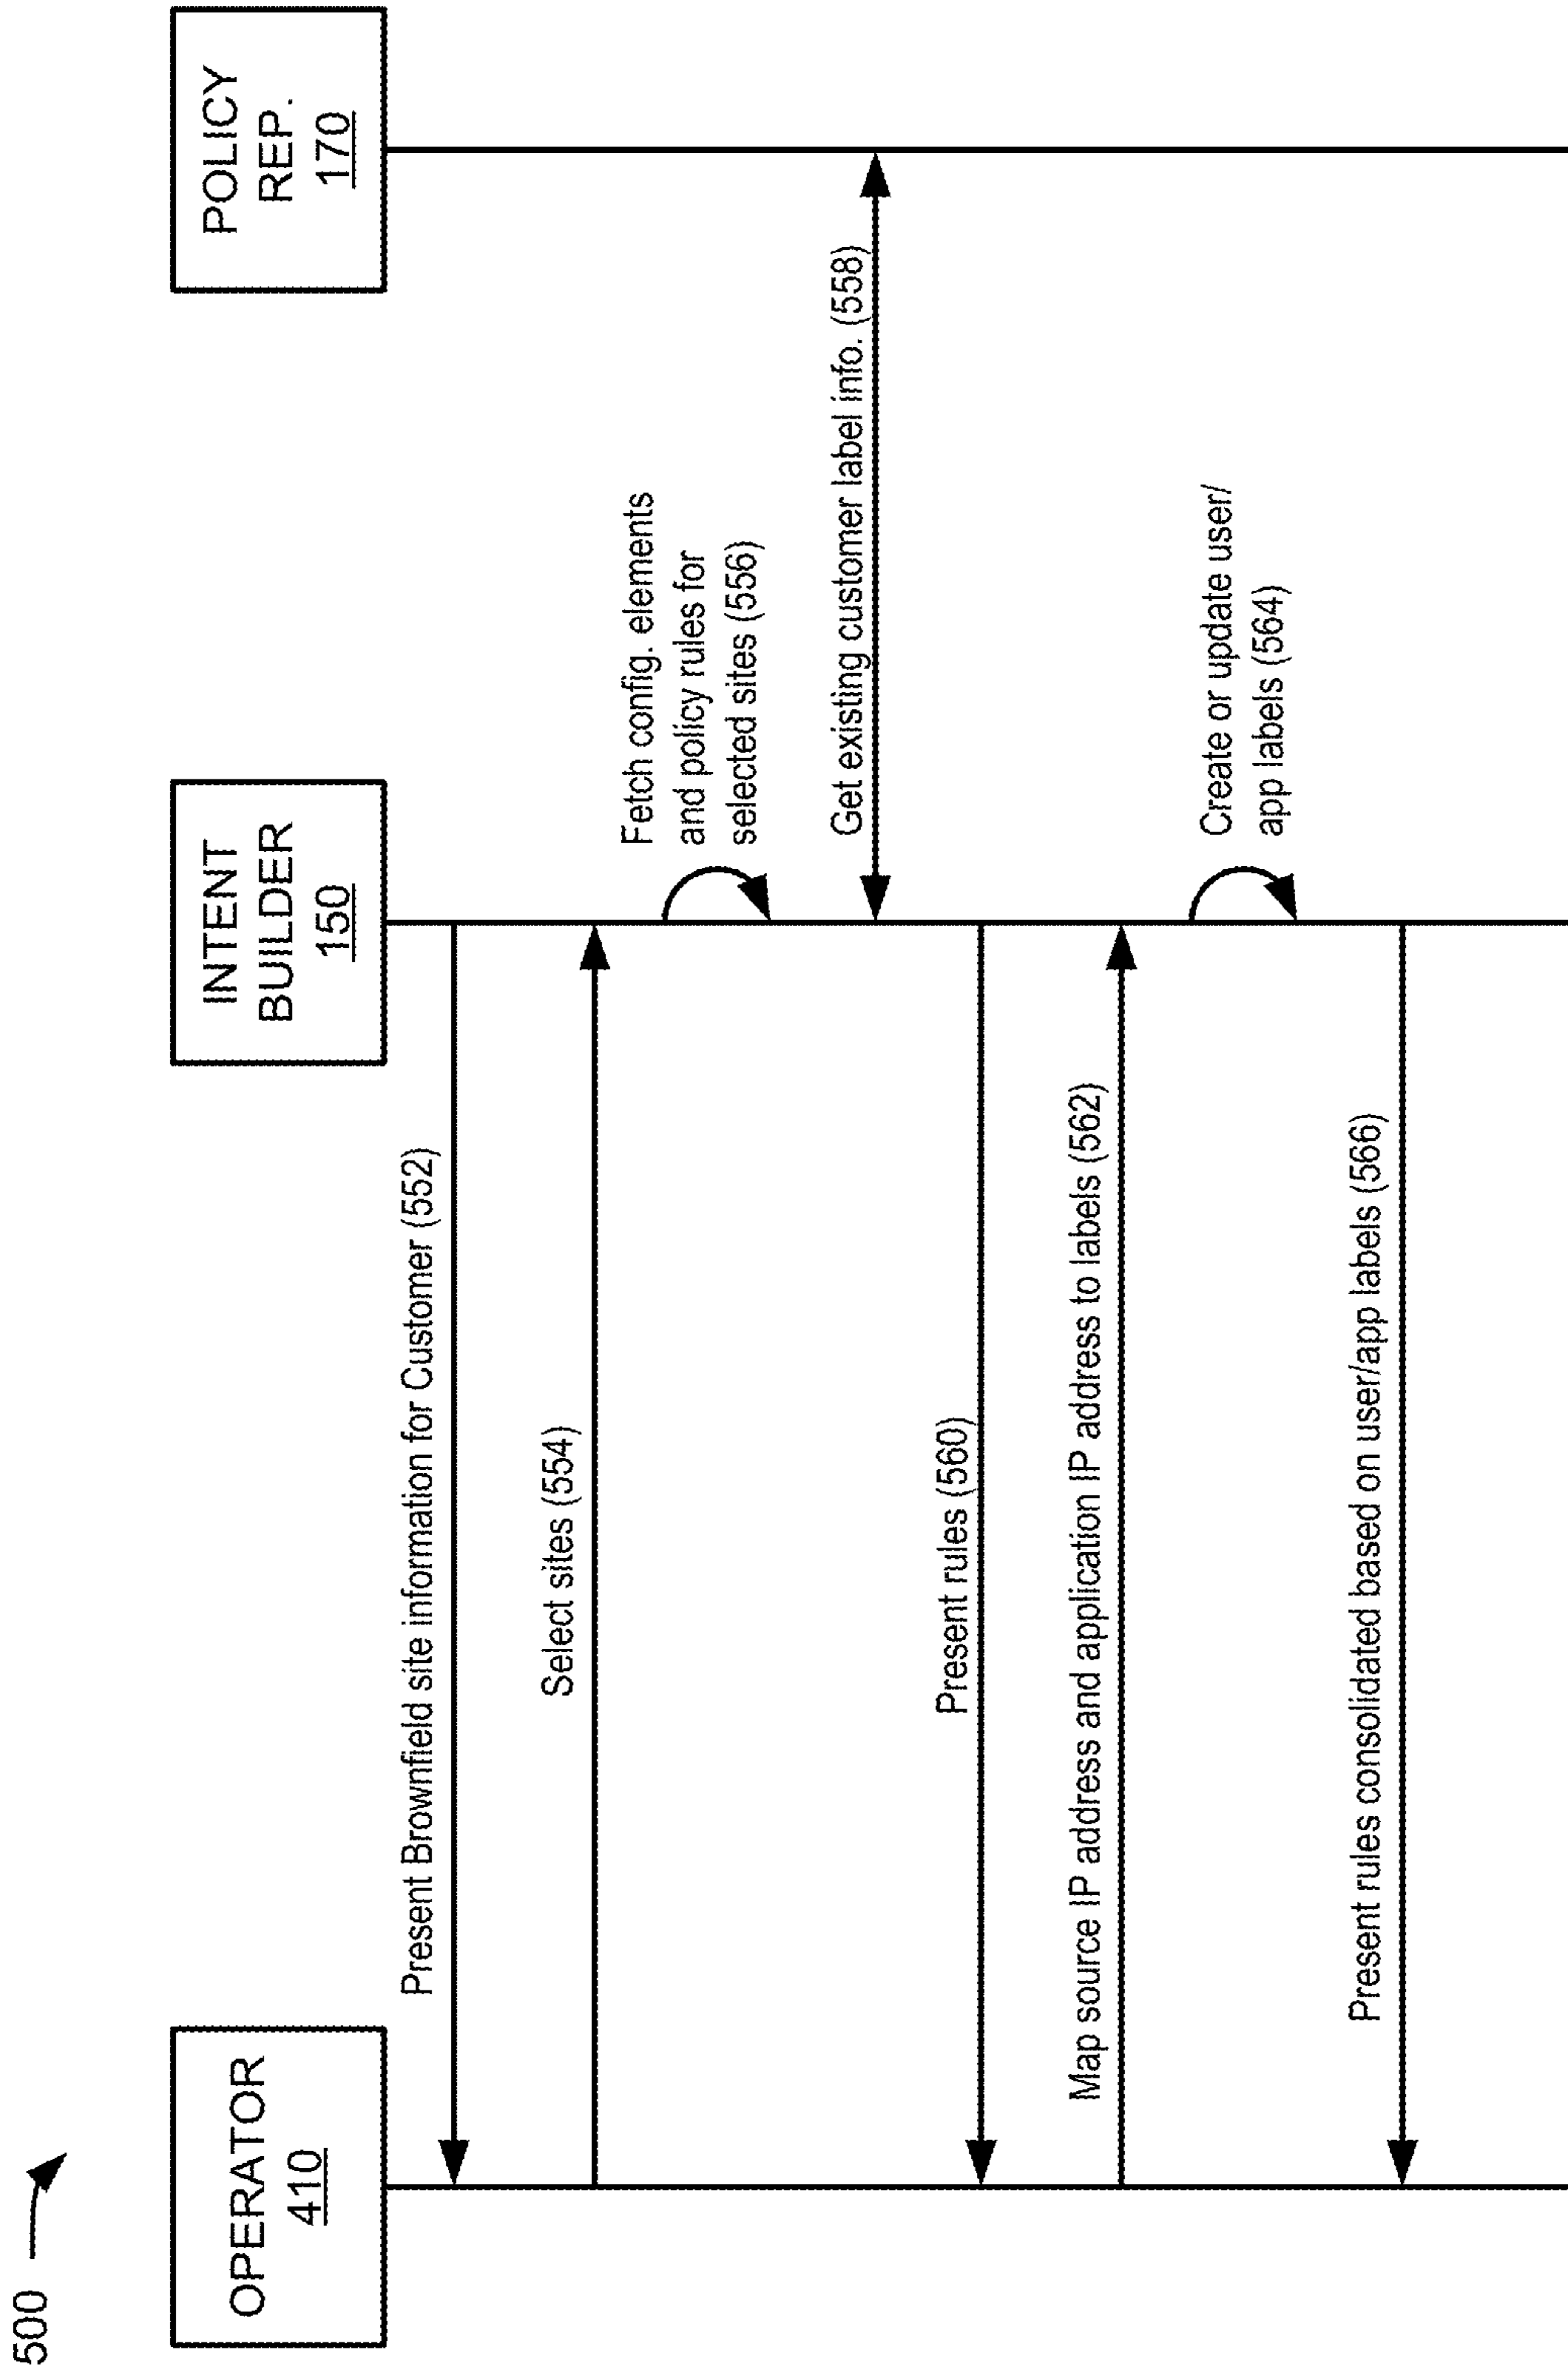 500
OPERATOR
410
INTENT
BUILDER
150
POLICY
REP.
170
Present Brownfield site information for Customer (552)
Select sites (554)
Fetch config. elements
and policy rules for
selected sites (556)
Get existing customer label info. (558)
Present rules (560)
Map source IP address and application IP address to labels (562)
Create or update user/
app labels (564)
Present rules consolidated based on user/app labels (566)